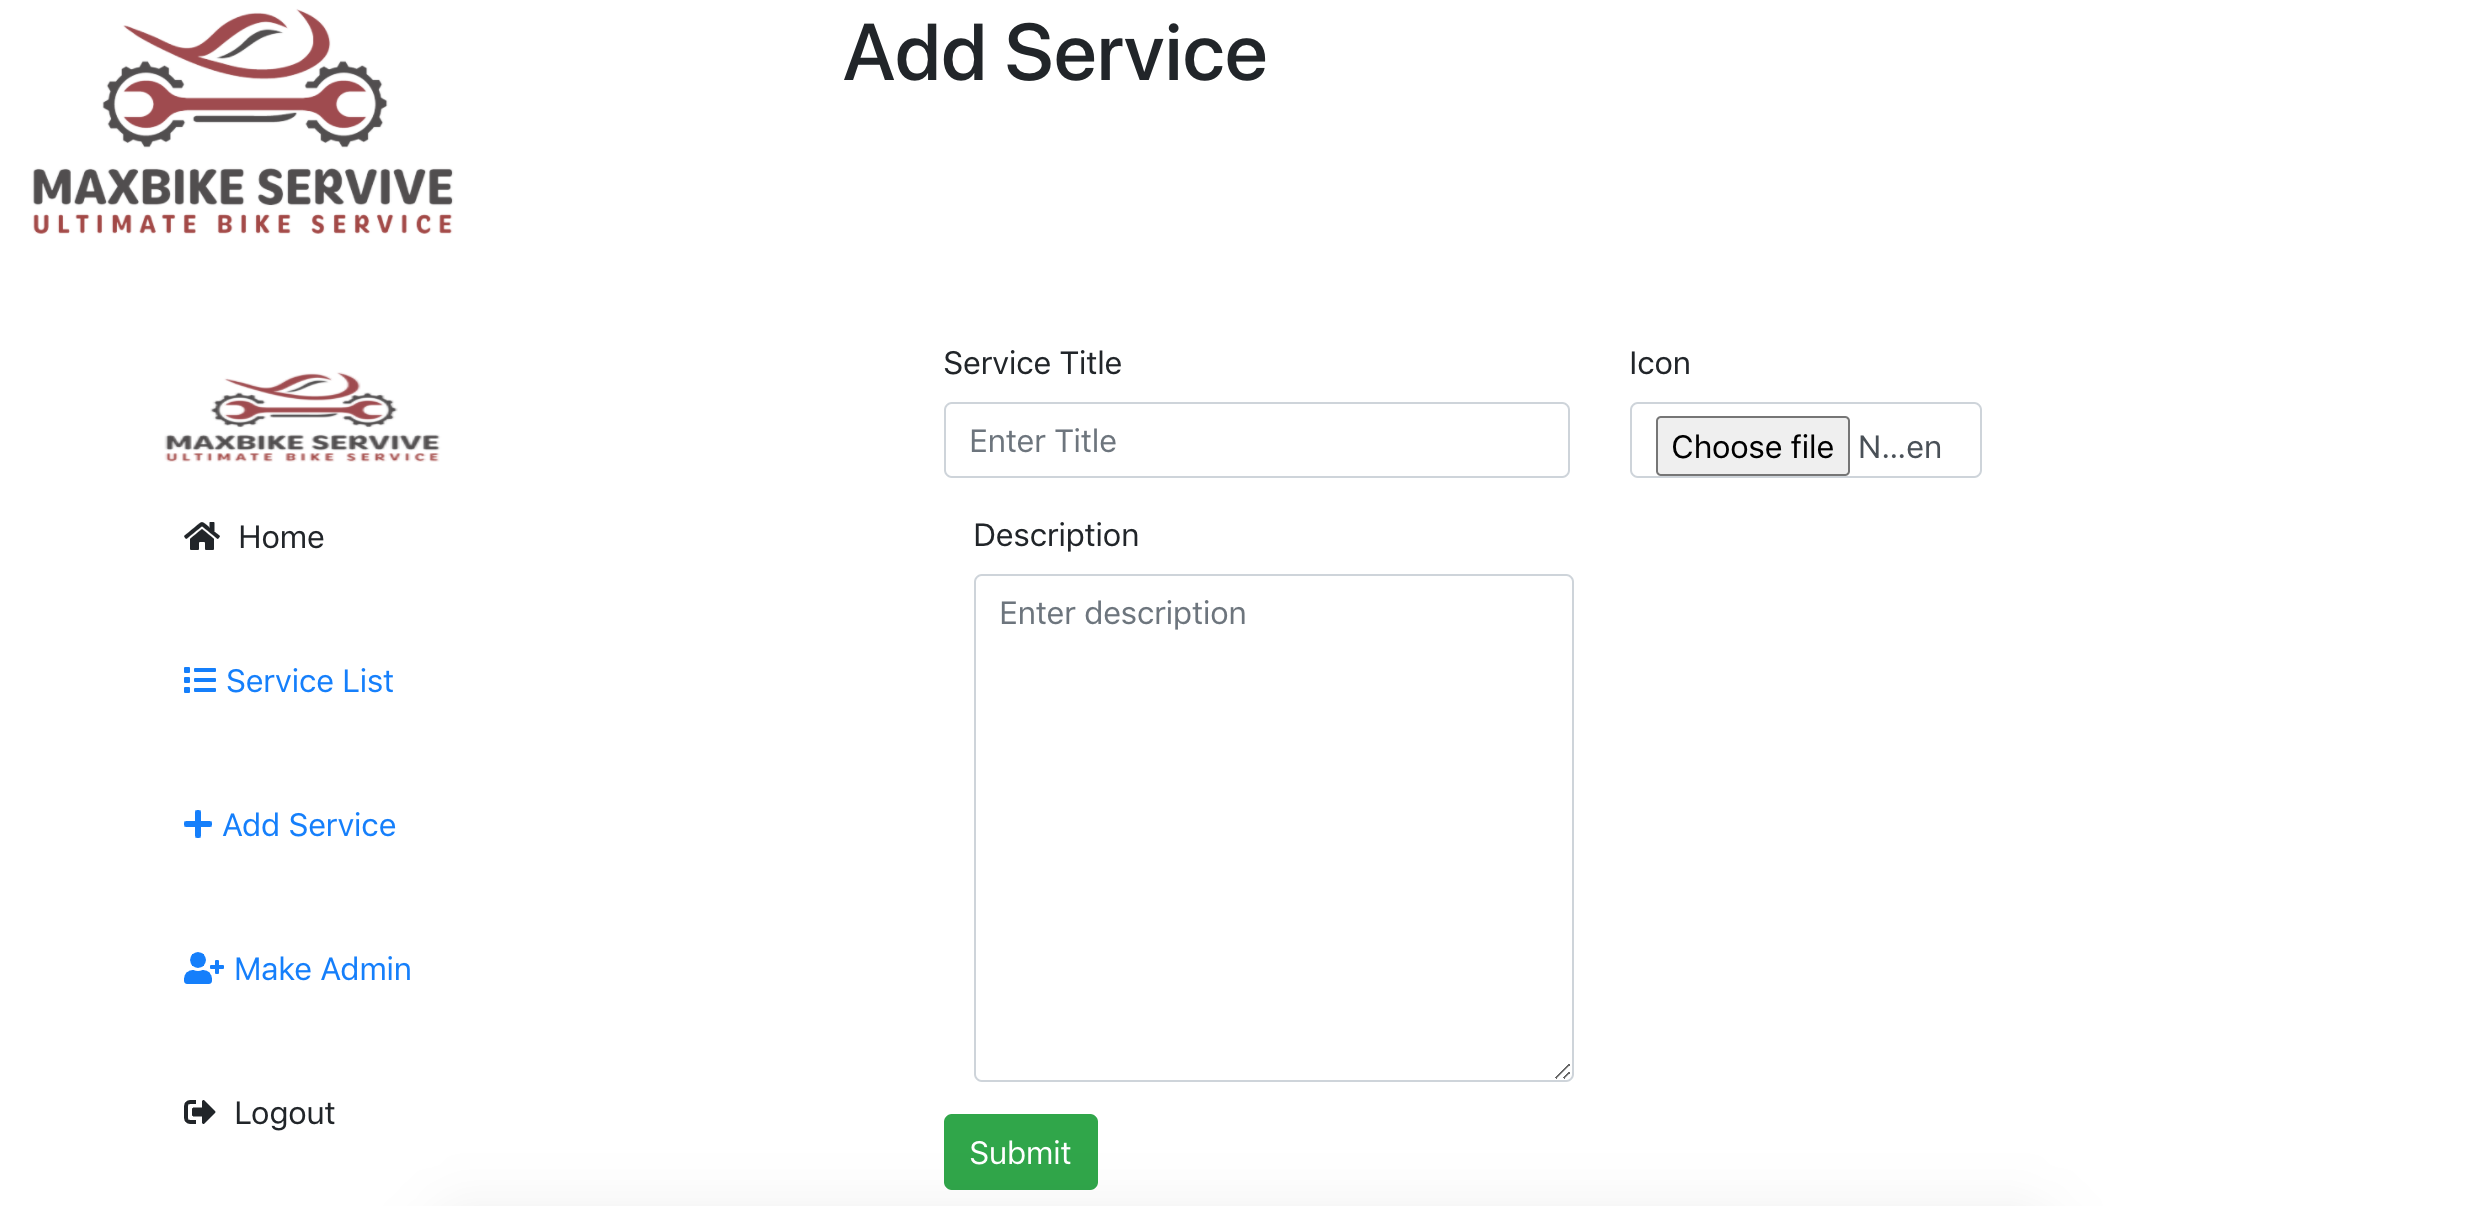 MAXBIKE SERVIVE
ULTIMATE BIKE SERVICE
Add Service
MAXBIKE SERVIVE
ULTIMATE BIKE SERVICE
Home
Service List
Add Service
Make Admin
Logout
Service Title
Enter Title
Icon
Choose file N...en
Description
Enter description
Submit